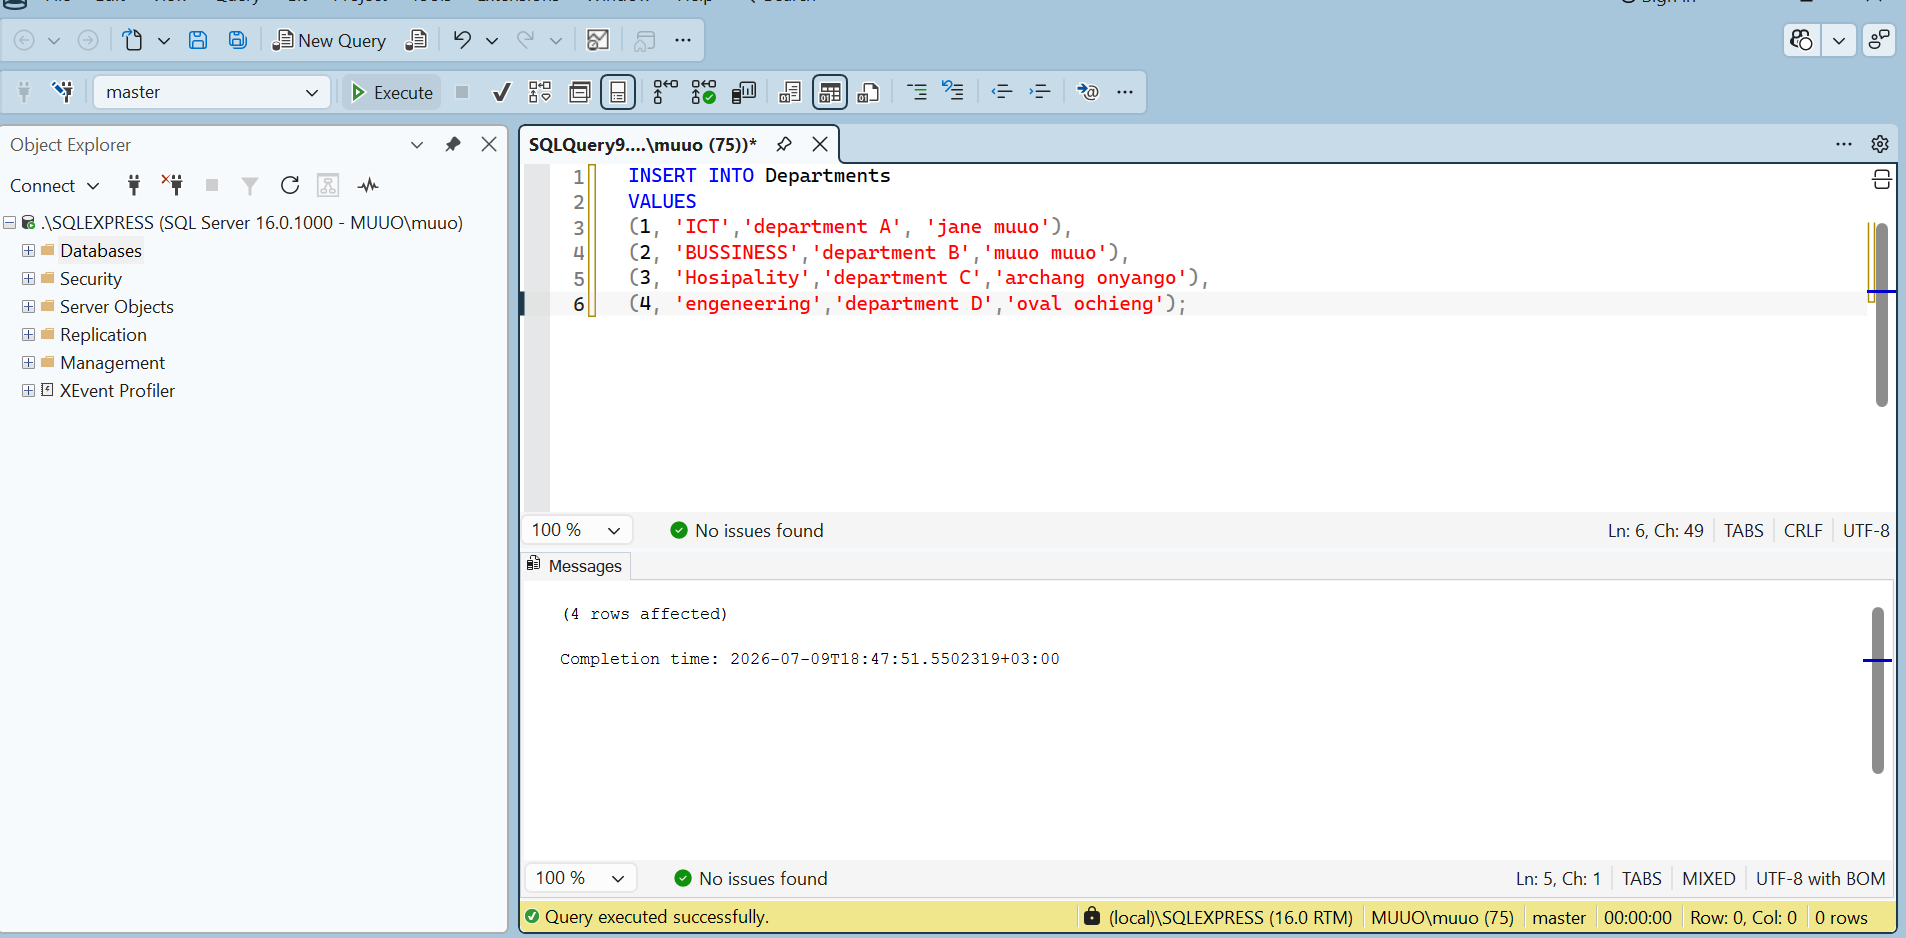 New Query
master
Execute
Object Explorer
Connect
.\SQLEXPRESS (SQL Server 16.0.1000 - MUUO\muuo)
Databases
Security
Server Objects
Replication
Management
XEvent Profiler
SQLQuery9....\muuo (75))*
1 INSERT INTO Departments
2 VALUES
3 (1, 'ICT','department A', 'jane muuo'),
4 (2, 'BUSSINESS','department B','muuo muuo'),
5 (3, 'Hosipality','department C','archang onyango'),
6 (4, 'engeneering','department D','oval ochieng');
100 % No issues found Ln: 6, Ch: 49 TABS CRLF UTF-8
Messages
(4 rows affected)
Completion time: 2026-07-09T18:47:51.5502319+03:00
100 % No issues found Ln: 5, Ch: 1 TABS MIXED UTF-8 with BOM
Query executed successfully. (local)\SQLEXPRESS (16.0 RTM) MUUO\muuo (75) master 00:00:00 Row: 0, Col: 0 0 rows